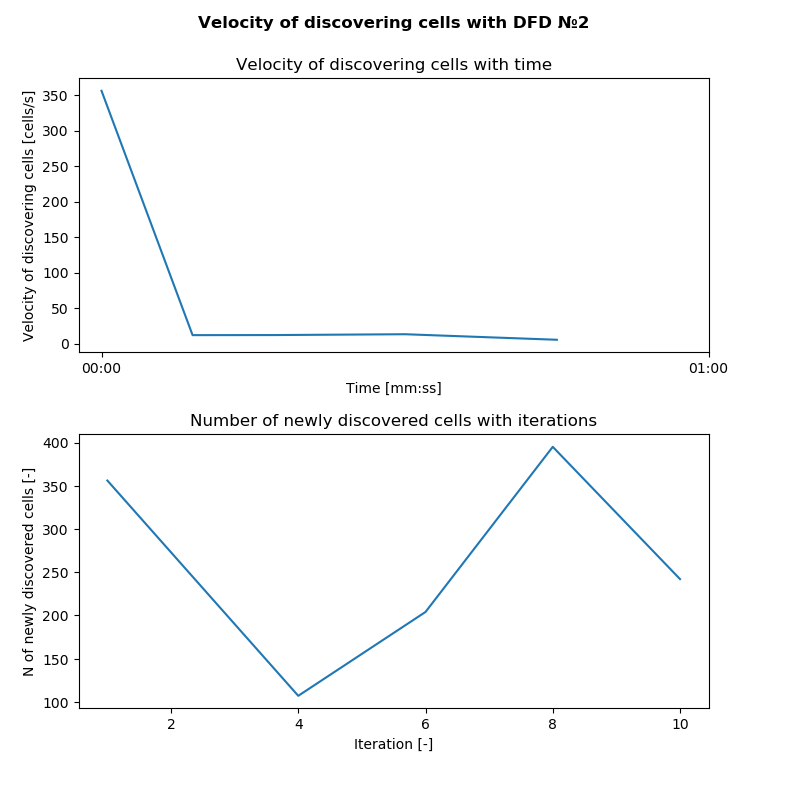 Velocity of discovering cells with DFD №2
Velocity of discovering cells with time
Velocity of discovering cells [cells/s]
350
300
250
200
150
100
50
0
00:00 01:00
Time [mm:ss]
Number of newly discovered cells with iterations
N of newly discovered cells [-]
400
350
300
250
200
150
100
2 4 6 8 10
Iteration [-]